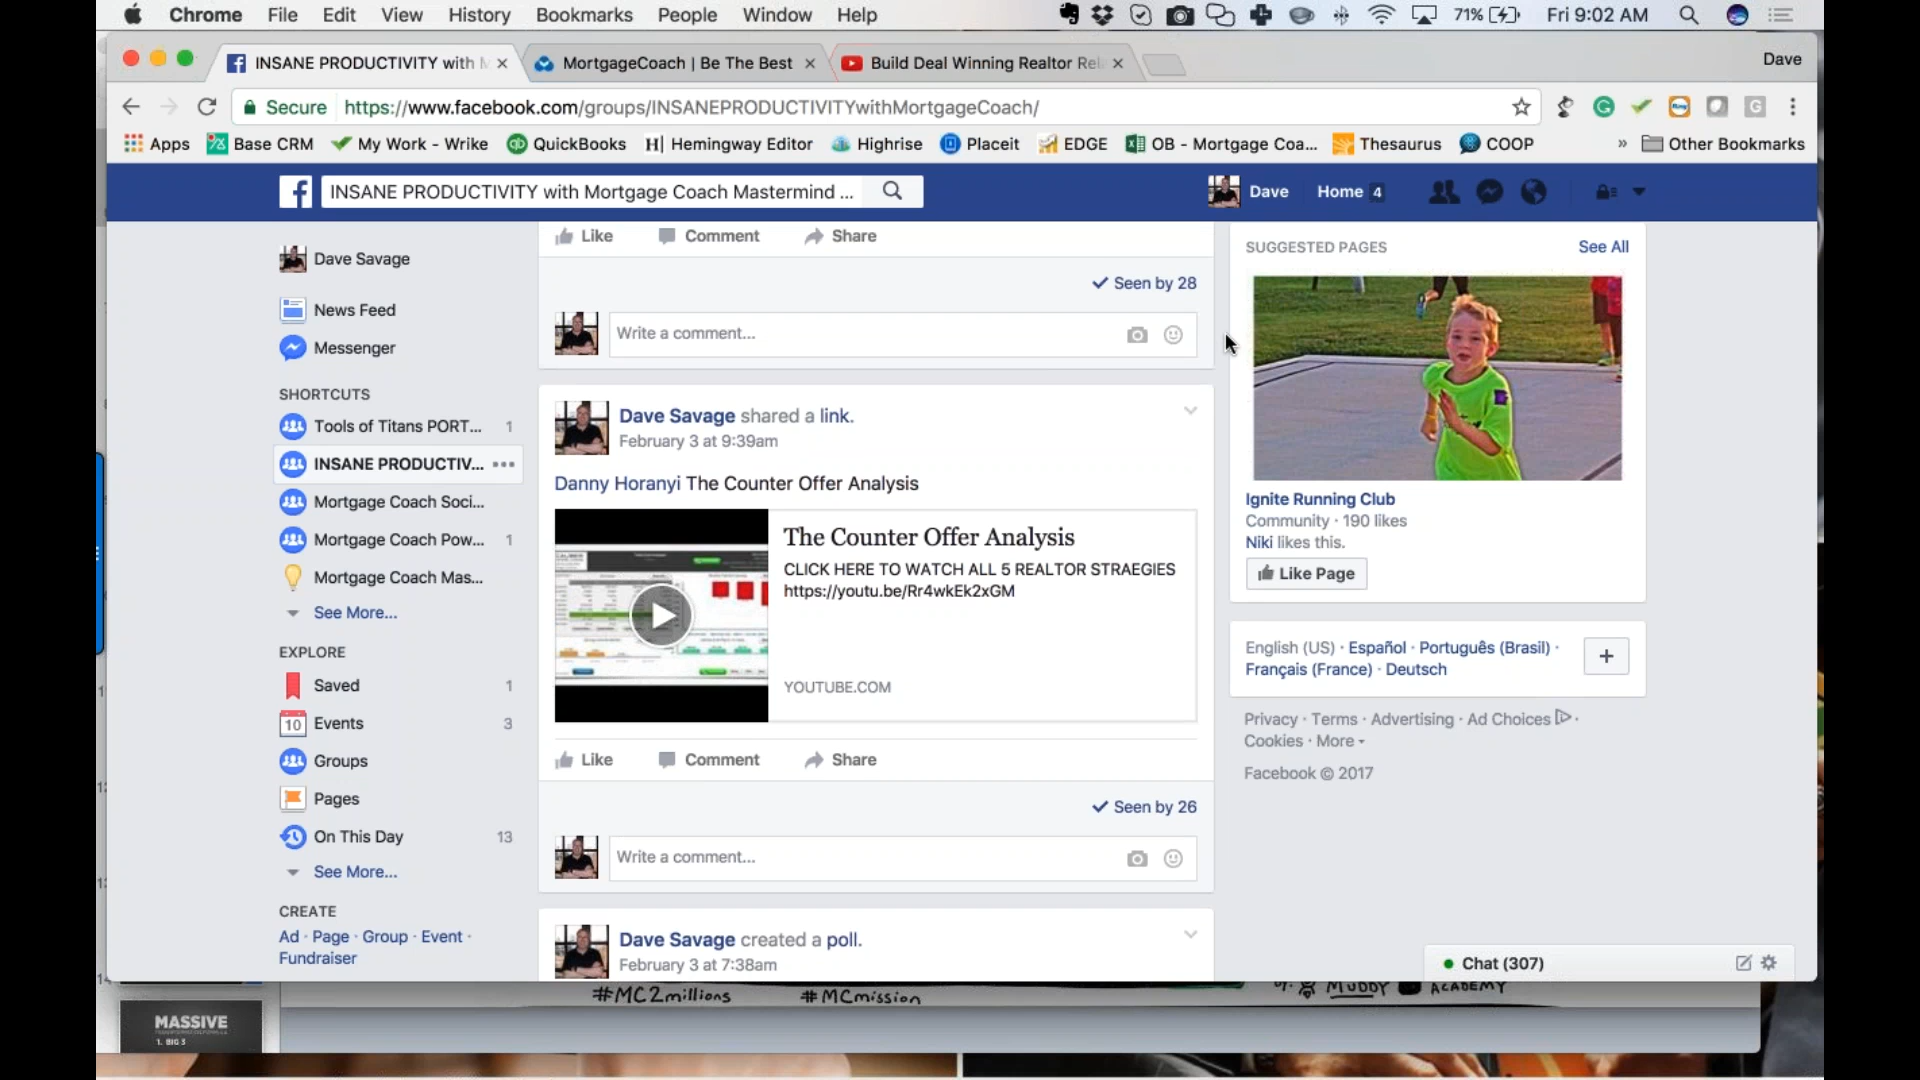 Chrome File Edit View History Bookmarks People Window Help 71% Fri 9:02 AM
INSANE PRODUCTIVITY with MortgageCoach | Be The Best Build Deal Winning Realtor Rel Dave
Secure https://www.facebook.com/groups/INSANEPRODUCTIVITYwithMortgageCoach/
Apps Base CRM My Work - Wrike QuickBooks Hemingway Editor Highrise Placeit EDGE OB - Mortgage Coa... Thesaurus COOP » Other Bookmarks
INSANE PRODUCTIVITY with Mortgage Coach Mastermind ... Dave Home 4
Dave Savage
News Feed
Messenger
SHORTCUTS
Tools of Titans PORT... 1
INSANE PRODUCTIV... •••
Mortgage Coach Soci...
Mortgage Coach Pow... 1
Mortgage Coach Mas...
See More...
EXPLORE
Saved 1
10 Events 3
Groups
Pages
On This Day 13
See More...
CREATE
Ad · Page · Group · Event ·
Fundraiser
Like Comment Share
Seen by 28
Write a comment...
Dave Savage shared a link.
February 3 at 9:39am
Danny Horanyi The Counter Offer Analysis
The Counter Offer Analysis
CLICK HERE TO WATCH ALL 5 REALTOR STRAEGIES
https://youtu.be/Rr4wkEk2xGM
YOUTUBE.COM
Like Comment Share
Seen by 26
Write a comment...
Dave Savage created a poll.
February 3 at 7:38am
SUGGESTED PAGES See All
Ignite Running Club
Community · 190 likes
Niki likes this.
Like Page
English (US) · Español · Português (Brasil) ·
Français (France) · Deutsch
+
Privacy · Terms · Advertising · Ad Choices ·
Cookies · More
Facebook © 2017
Chat (307)
#MC2millions #MCmission MUDDY ACADEMY
MASSIVE
1. BIG 3